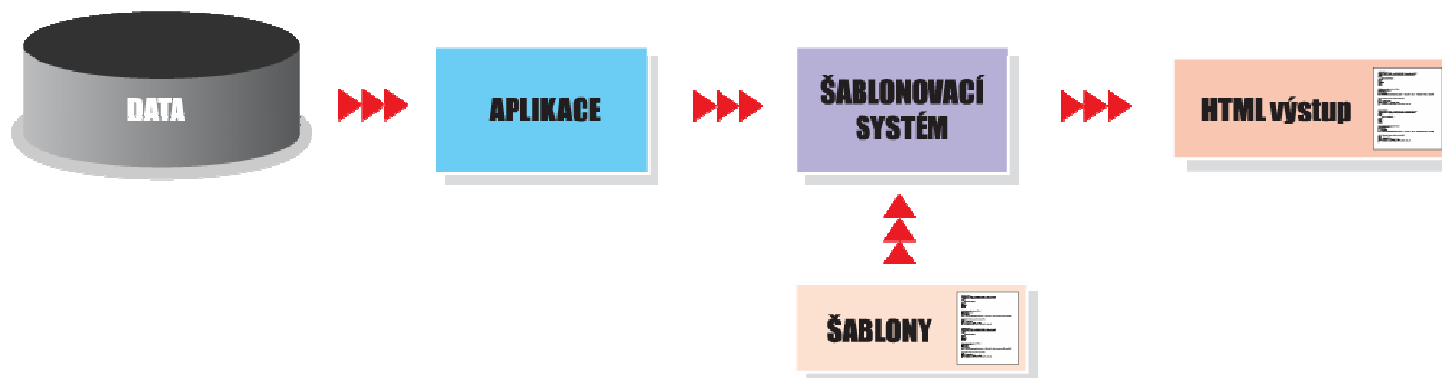 DATA
APLIKACE
ŠABLONOVACÍ
SYSTÉM
HTML výstup
ŠABLONY